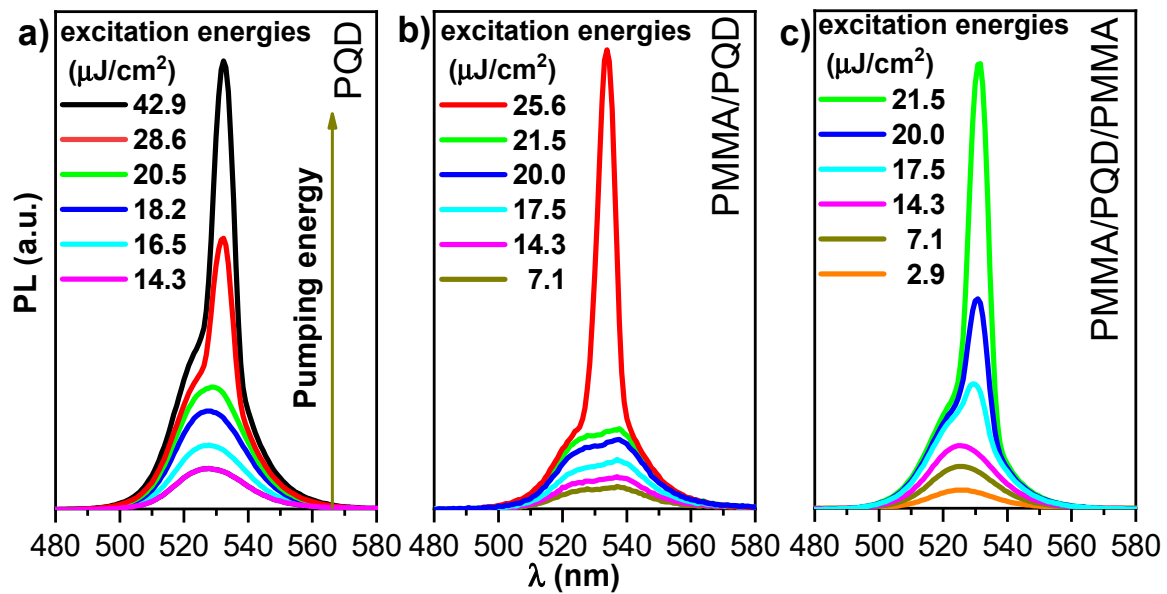 a) excitation energies
(μJ/cm²)
42.9
28.6
20.5
18.2
16.5
14.3
PQD
Pumping energy
b) excitation energies
(μJ/cm²)
25.6
21.5
20.0
17.5
14.3
7.1
PMMA/PQD
c) excitation energies
(μJ/cm²)
21.5
20.0
17.5
14.3
7.1
2.9
PMMA/PQD/PMMA
PL (a.u.)
480 500 520 540 560 580
480 500 520 540 560 580
480 500 520 540 560 580
λ (nm)